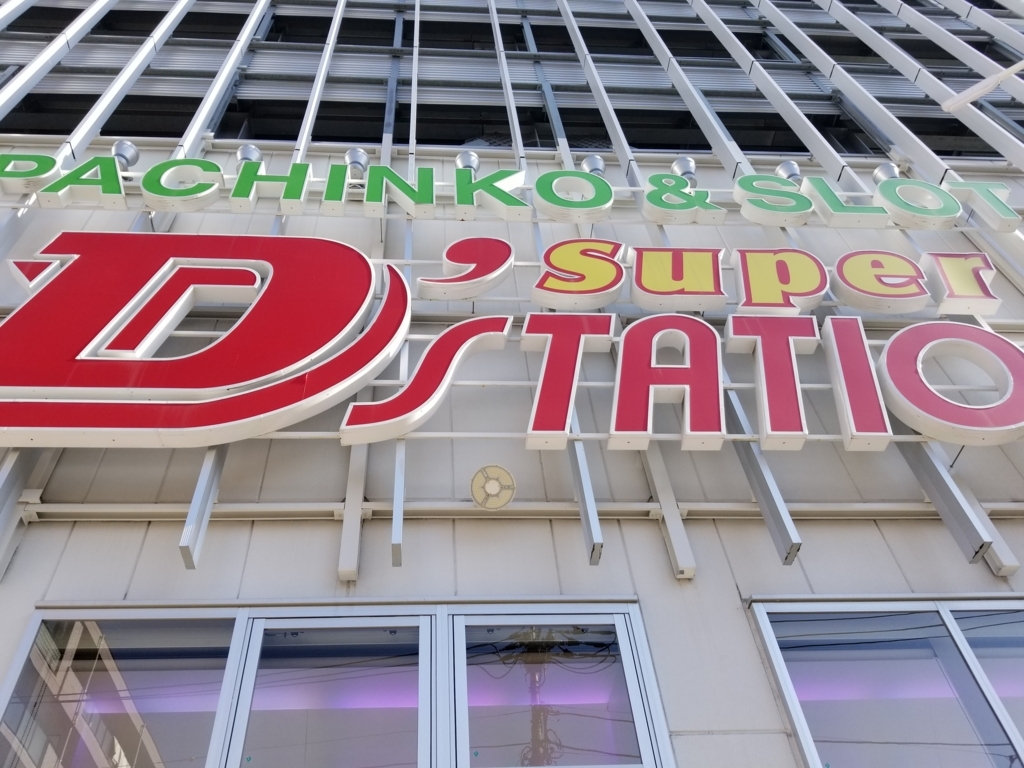 PACHINKO & SLOT
D' Super
STATIO